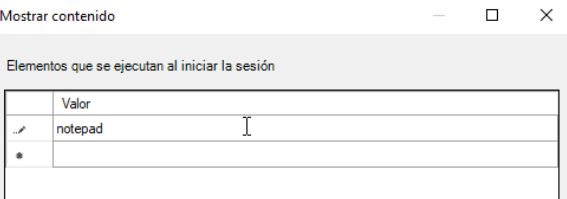 Mostrar contenido
Elementos que se ejecutan al iniciar la sesión
Valor
notepad